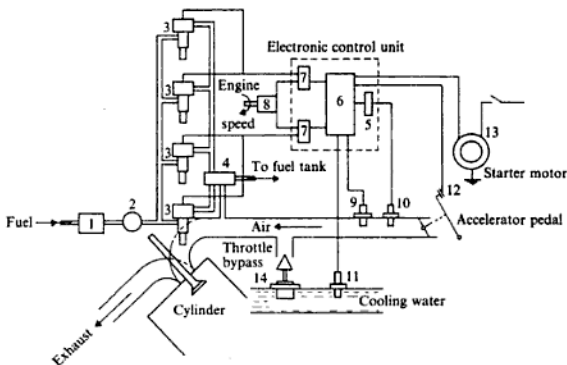 3
Electronic control unit
3
7
Engine
8
6
speed
5
13
3
7
4
To fuel tank
Starter motor
2
3
9
10
12
Fuel
1
Air
Accelerator pedal
Throttle
bypass
14
11
Cylinder
Cooling water
Exhaust